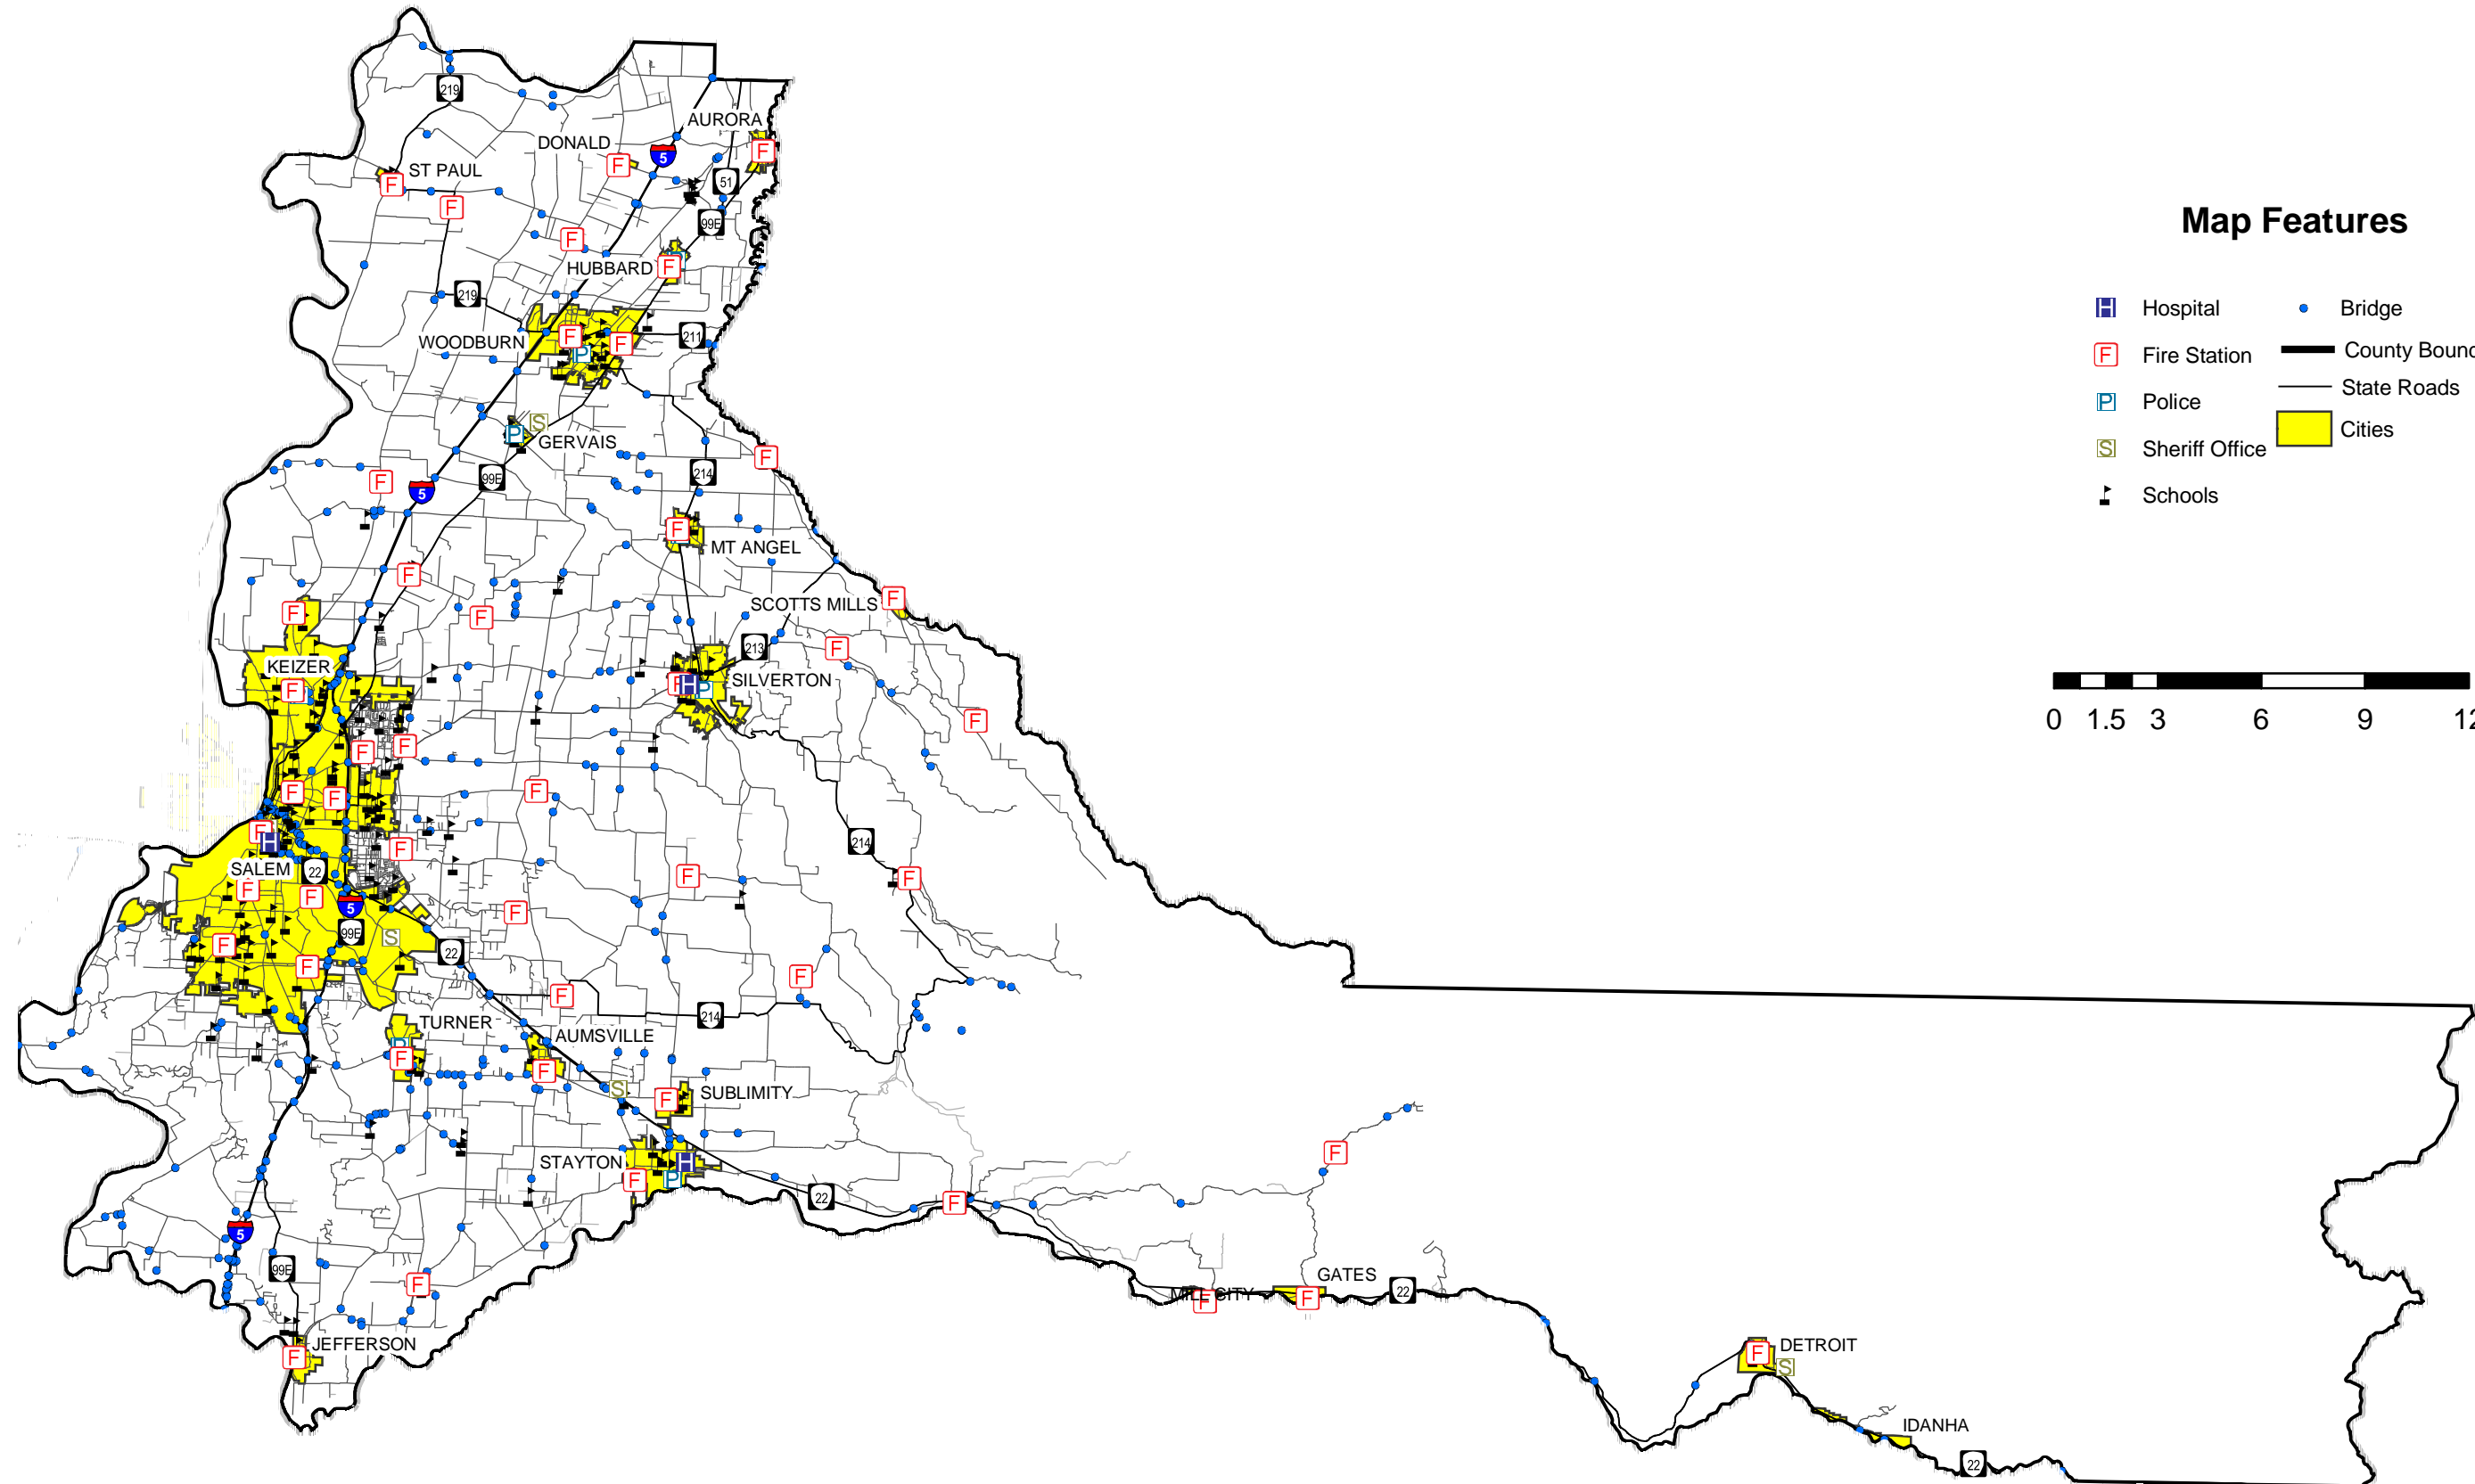 219
AURORA
DONALD
5
ST PAUL
51
F
F
F
F
Map Features
99E
F
HUBBARD
F
P
219
H Hospital
Bridge
WOODBURN
F
F
211
P
F Fire Station
County Bounc
State Roads
P Police
Cities
S
P
GERVAIS
S Sheriff Office
F
214
99E
F
5
Schools
F
MT ANGEL
F
F
SCOTTS MILLS
F
F
213
F
KEIZER
F
F
H
P
SILVERTON
F
0 1.5 3 6 9 12
F
F
F
F
F
F
H
214
F
SALEM
22
F
F
F
F
5
F
99E
S
F
22
F
F
F
214
TURNER
AUMSVILLE
P
F
F
S
F
SUBLIMITY
F
STAYTON
H
F
P
22
F
5
99E
F
GATES
MILL CITY
F
F
22
JEFFERSON
F
DETROIT
F
S
IDANHA
22